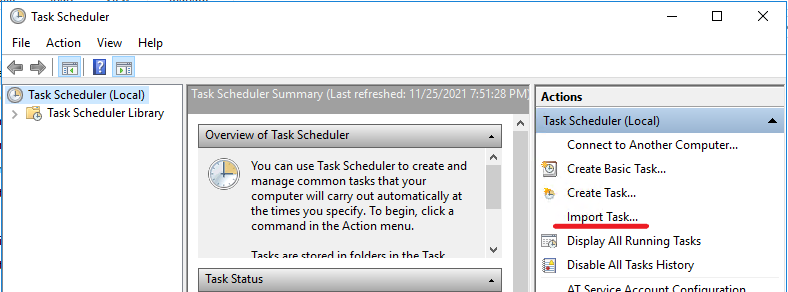 Task Scheduler
File Action View Help
Task Scheduler (Local)
Task Scheduler Library
Task Scheduler Summary (Last refreshed: 11/25/2021 7:51:28 PM)
Overview of Task Scheduler
You can use Task Scheduler to create and
manage common tasks that your
computer will carry out automatically at
the times you specify. To begin, click a
command in the Action menu.
Tasks are stored in folders in the Task
Task Status
Actions
Task Scheduler (Local)
Connect to Another Computer...
Create Basic Task...
Create Task...
Import Task...
Display All Running Tasks
Disable All Tasks History
AT Service Account Configuration